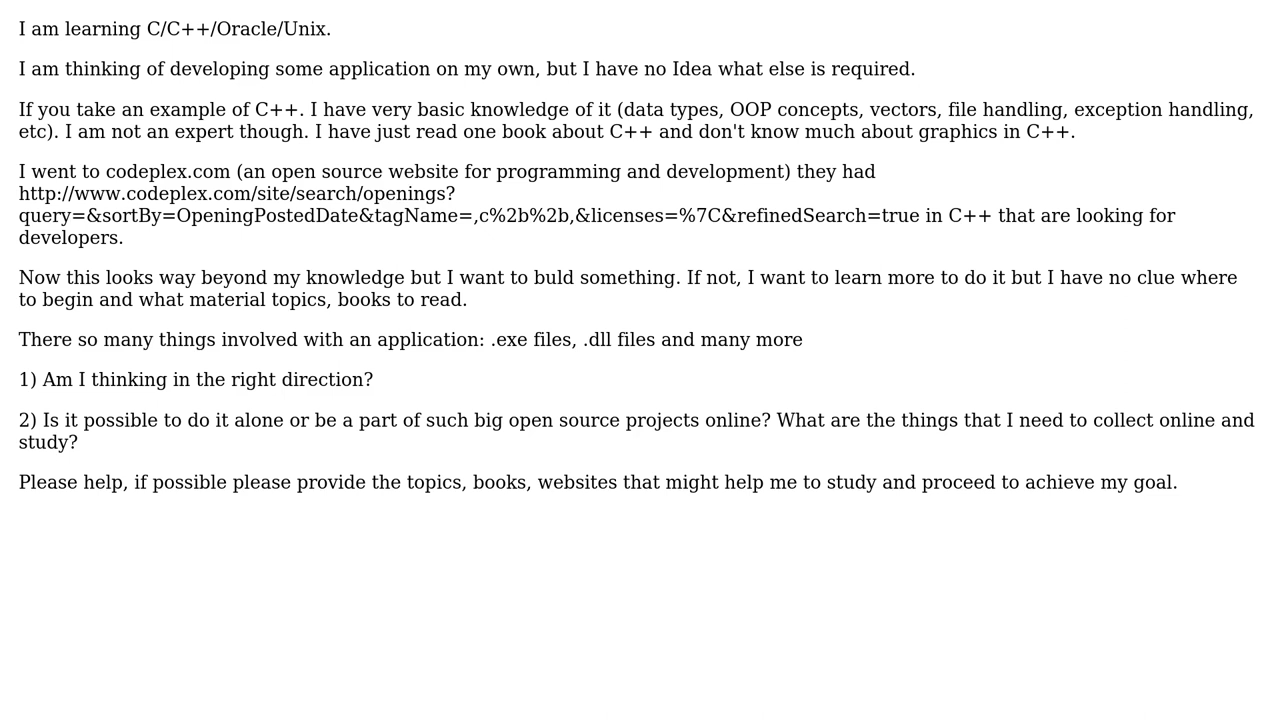 I am learning C/C++/Oracle/Unix.
I am thinking of developing some application on my own, but I have no Idea what else is required.
If you take an example of C++. I have very basic knowledge of it (data types, OOP concepts, vectors, file handling, exception handling,
etc). I am not an expert though. I have just read one book about C++ and don't know much about graphics in C++.
I went to codeplex.com (an open source website for programming and development) they had
http://www.codeplex.com/site/search/openings?
query=&sortBy=OpeningPostedDate&tagName=,c%2b%2b,&licenses=%7C&refinedSearch=true in C++ that are looking for
developers.
Now this looks way beyond my knowledge but I want to buld something. If not, I want to learn more to do it but I have no clue where
to begin and what material topics, books to read.
There so many things involved with an application: .exe files, .dll files and many more
1) Am I thinking in the right direction?
2) Is it possible to do it alone or be a part of such big open source projects online? What are the things that I need to collect online and
study?
Please help, if possible please provide the topics, books, websites that might help me to study and proceed to achieve my goal.